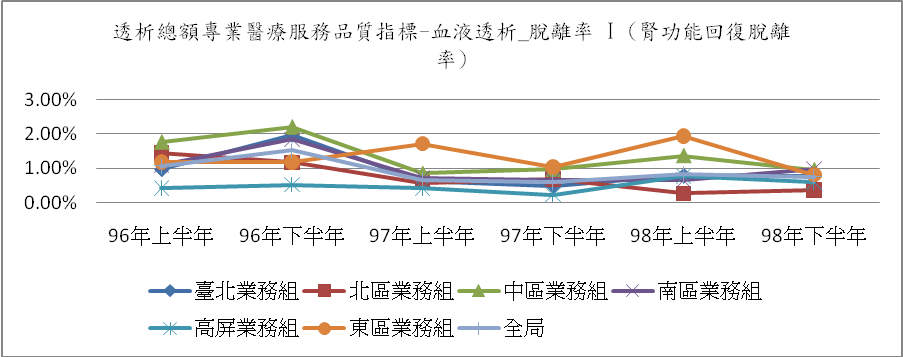 透析總額專業醫療服務品質指標-血液透析_脫離率 I（腎功能回復脫離
率）
3.00%
2.00%
1.00%
0.00%
96年上半年 96年下半年 97年上半年 97年下半年 98年上半年 98年下半年
臺北業務組 北區業務組 中區業務組 南區業務組
高屏業務組 東區業務組 全局